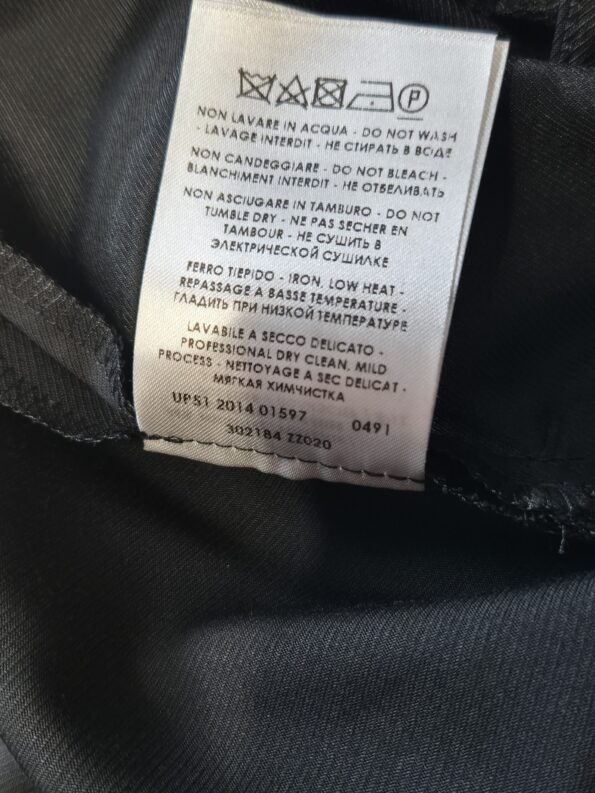 P
NON LAVARE IN ACQUA - DO NOT WASH
- LAVAGE INTERDIT - НЕ СТИРАТЬ В ВОДЕ
NON CANDEGGIARE - DO NOT BLEACH -
BLANCHIMENT INTERDIT - НЕ ОТБЕЛИВАТЬ
NON ASCIUGARE IN TAMBURO - DO NOT
TUMBLE DRY - NE PAS SECHER EN
TAMBOUR - НЕ СУШИТЬ В
ЭЛЕКТРИЧЕСКОЙ СУШИЛКЕ
FERRO TIEPIDO - IRON, LOW HEAT -
REPASSAGE A BASSE TEMPERATURE -
ГЛАДИТЬ ПРИ НИЗКОЙ ТЕМПЕРАТУРЕ
LAVABILE A SECCO DELICATO -
PROFESSIONAL DRY CLEAN, MILD
PROCESS - NETTOYAGE A SEC DELICAT -
МЯГКАЯ ХИМЧИСТКА
UP51 2014 01597 0491
302184 ZZ020